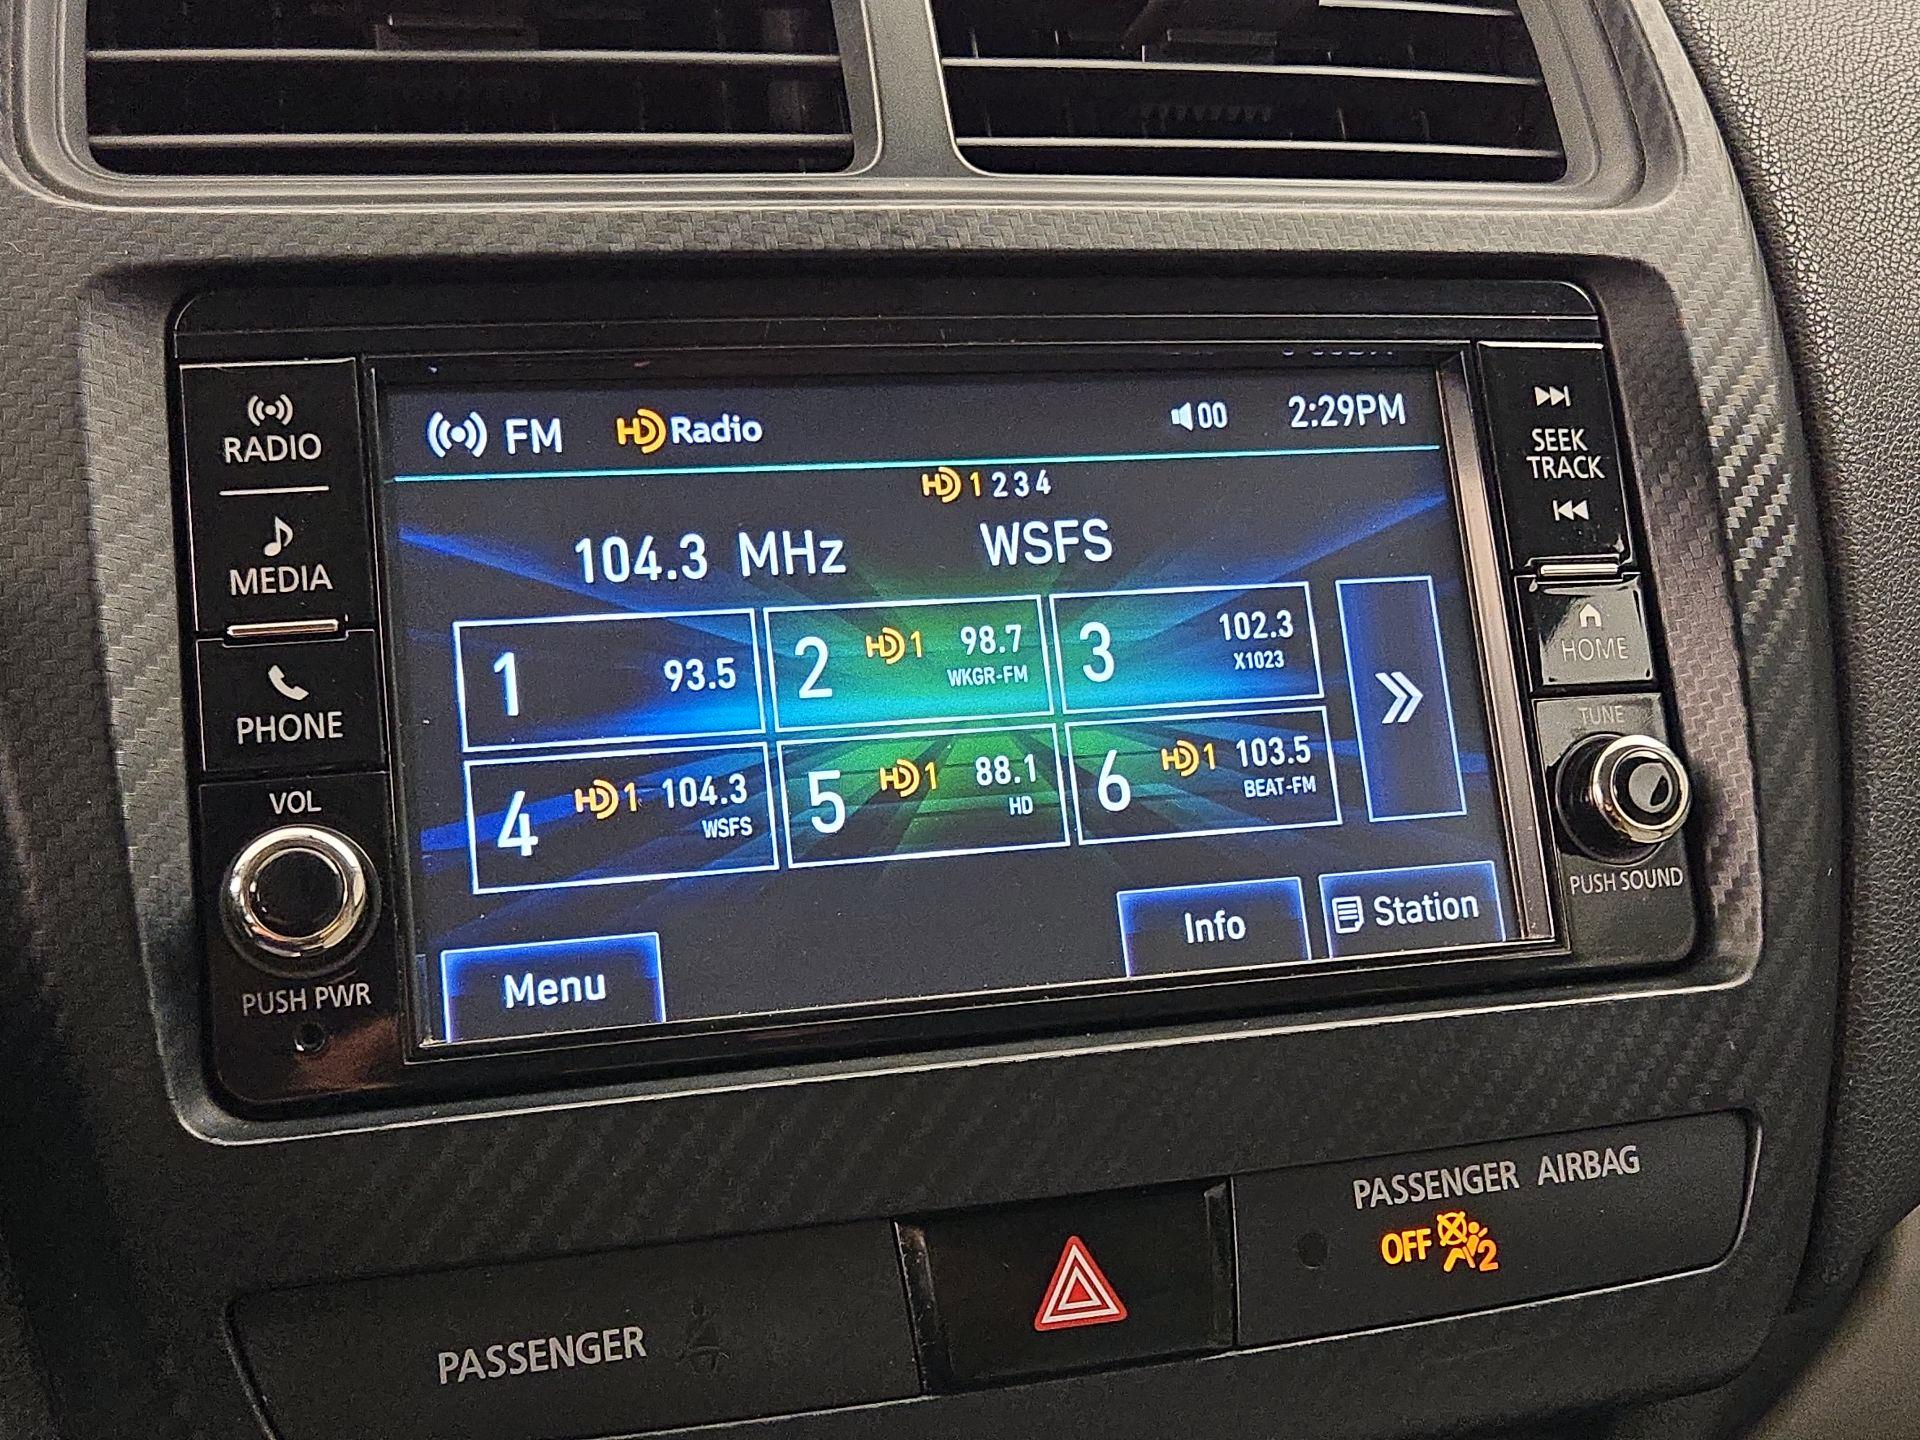 RADIO
MEDIA
PHONE
VOL
PUSH PWR
FM HD Radio 00 2:29PM
HD 1 2 3 4
104.3 MHz WSFS
1 93.5
2 HD 1 98.7
WKGR-FM
3 102.3
X1023
4 HD 1 104.3
WSFS
5 HD 1 88.1
HD
6 HD 1 103.5
BEAT-FM
Menu
Info
Station
SEEK
TRACK
HOME
TUNE
PUSH SOUND
PASSENGER
PASSENGER AIRBAG
OFF 2